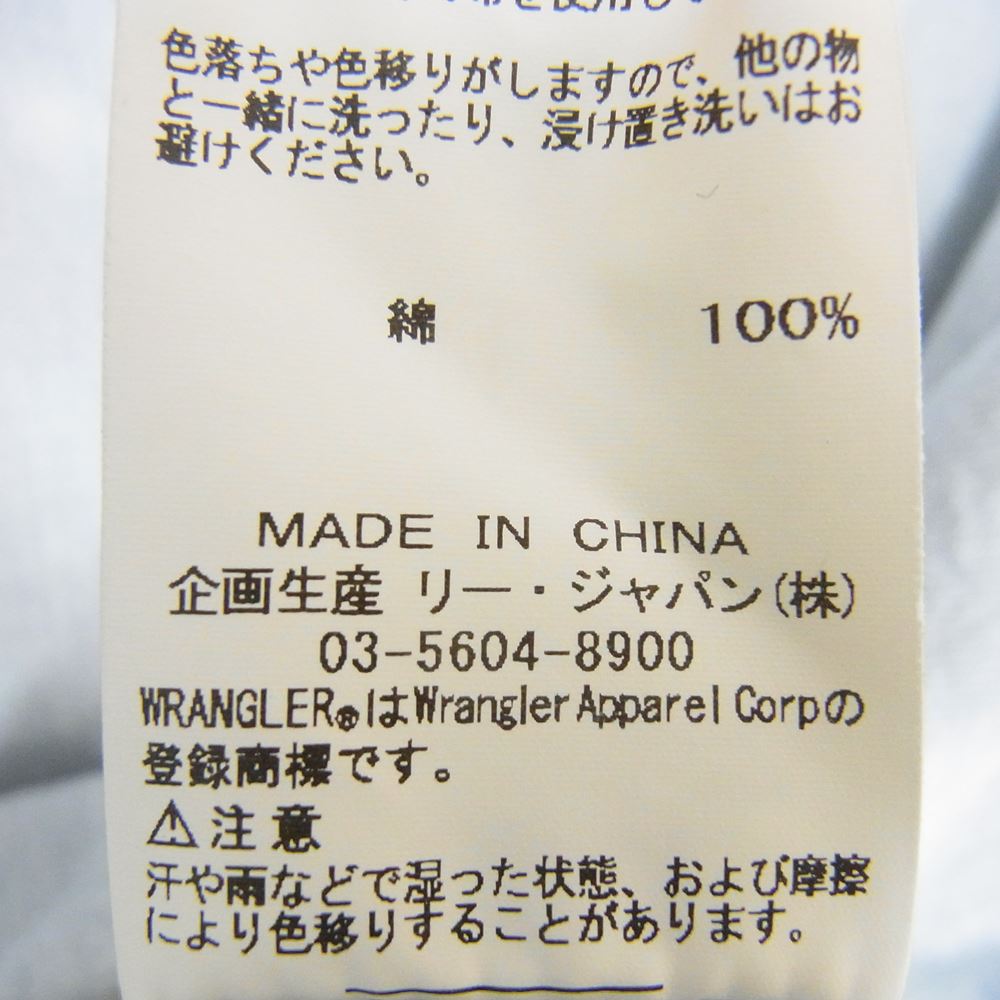 を使用し
色落ちや色移りがしますので、他の物
と一緒に洗ったり、浸け置き洗いはお
避けください。
綿 100%
MADE IN CHINA
企画生産 リー・ジャパン(株)
03-5604-8900
WRANGLER®はWrangler Apparel Corpの
登録商標です。
⚠注意
汗や雨などで湿った状態、および摩擦
により色移りすることがあります。